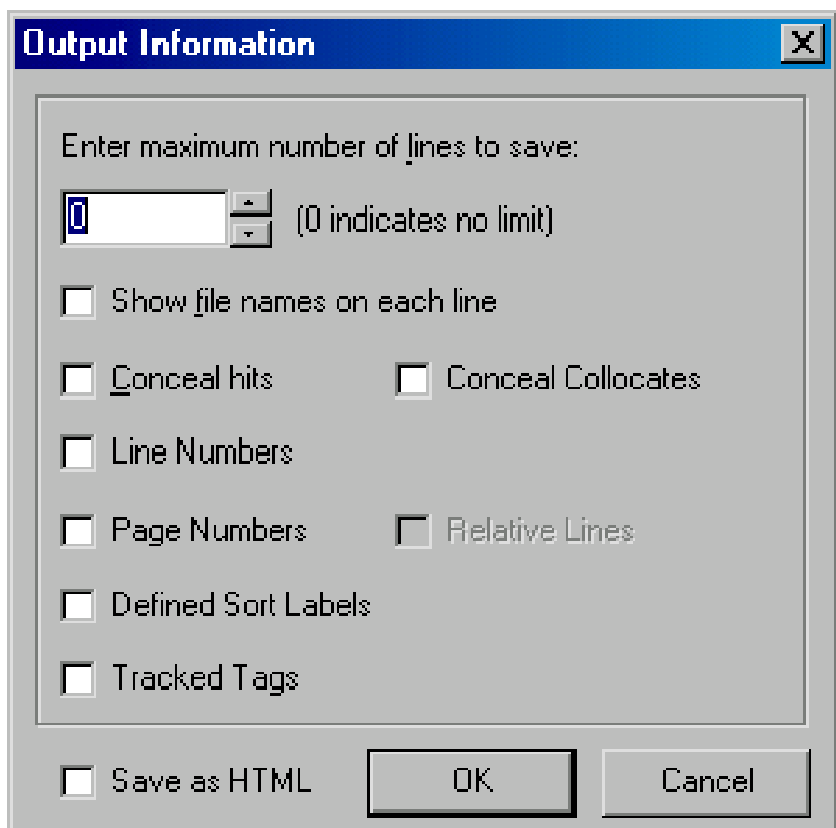 Output Information
Enter maximum number of lines to save:
0
(0 indicates no limit)
Show file names on each line
Conceal hits
Conceal Collocates
Line Numbers
Page Numbers
Relative Lines
Defined Sort Labels
Tracked Tags
Save as HTML
OK
Cancel